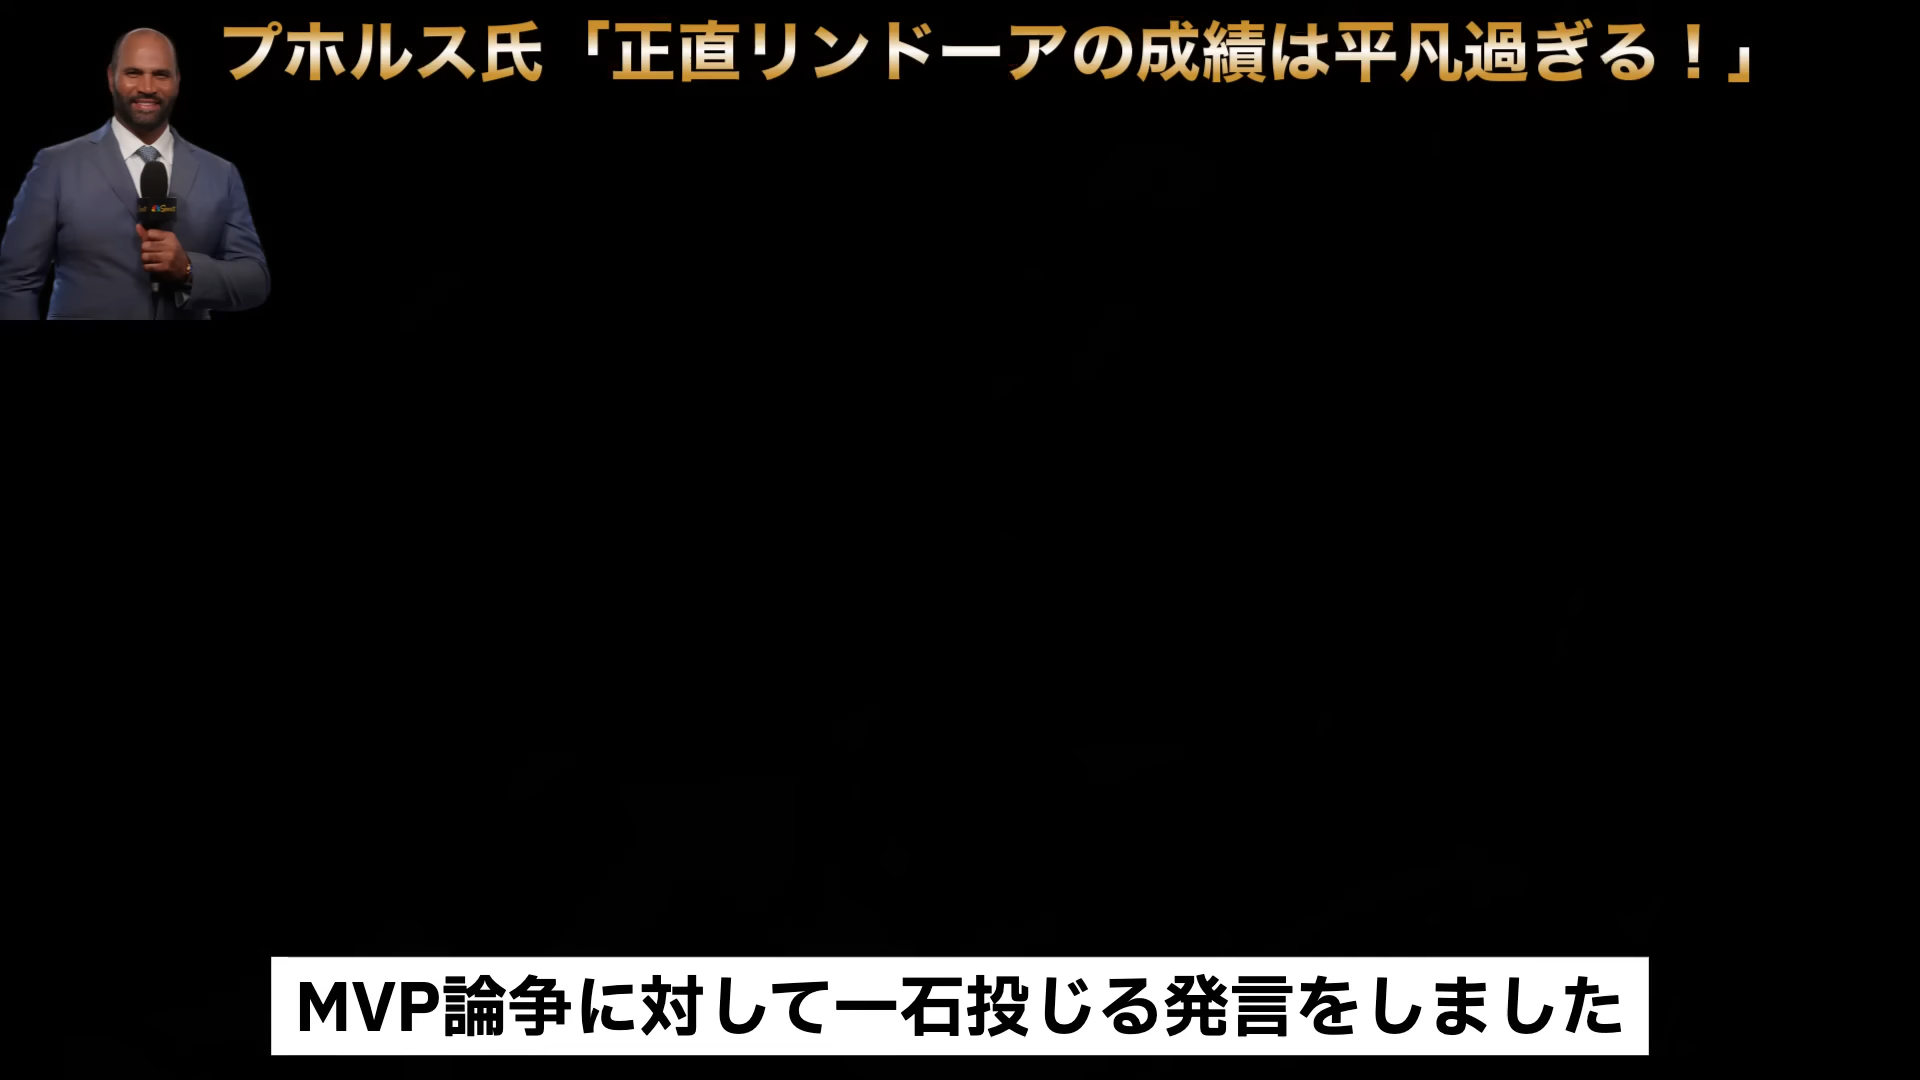 プホルス氏「正直リンドーアの成績は平凡過ぎる！」
MVP論争に対して一石投じる発言をしました